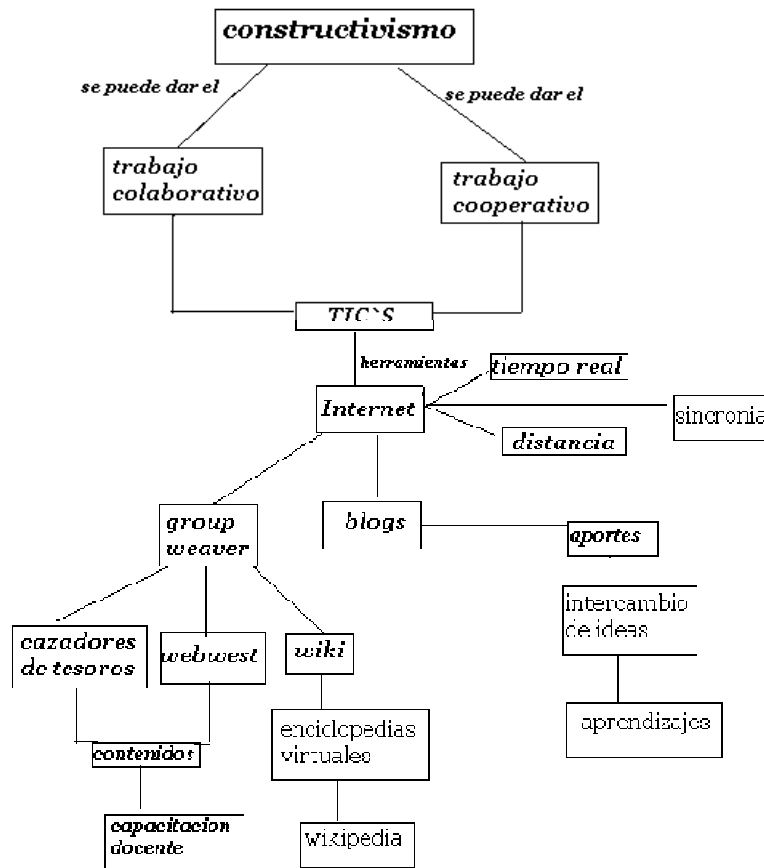 constructivismo
se puede dar el
se puede dar el
trabajo
colaborativo
trabajo
cooperativo
TIC`S
herramientas
tiempo real
Internet
sincronia
distancia
group
weaver
blogs
aportes
intercambio
de ideas
cazadores
de tesoros
webwest
wiki
aprendizajes
enciclopedias
virtuales
contenidos
capacitacion
docente
wikipedia